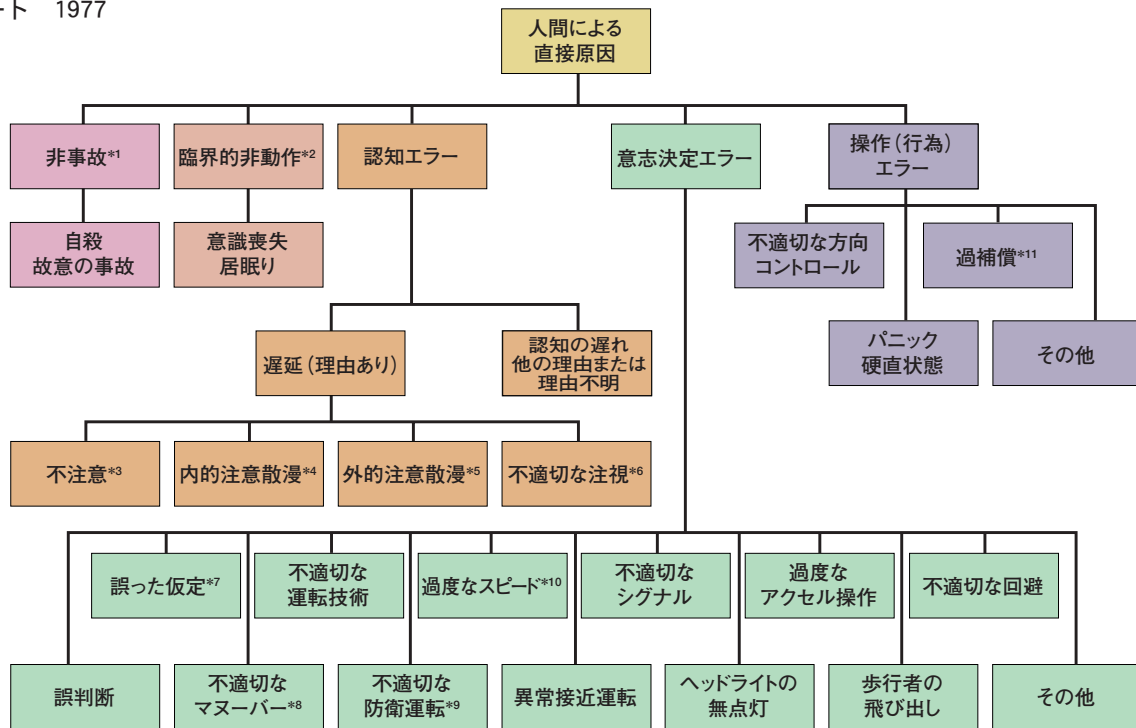 ート 1977
人間による
直接原因
非事故*1
臨界的非動作*2
認知エラー
意志決定エラー
操作（行為）
エラー
自殺
故意の事故
意識喪失
居眠り
不適切な方向
コントロール
過補償*11
パニック
硬直状態
その他
遅延（理由あり）
認知の遅れ
他の理由または
理由不明
不注意*3
内的注意散漫*4
外的注意散漫*5
不適切な注視*6
誤った仮定*7
不適切な
運転技術
過度なスピード*10
不適切な
シグナル
過度な
アクセル操作
不適切な回避
誤判断
不適切な
マヌーバー*8
不適切な
防衛運転*9
異常接近運転
ヘッドライトの
無点灯
歩行者の
飛び出し
その他